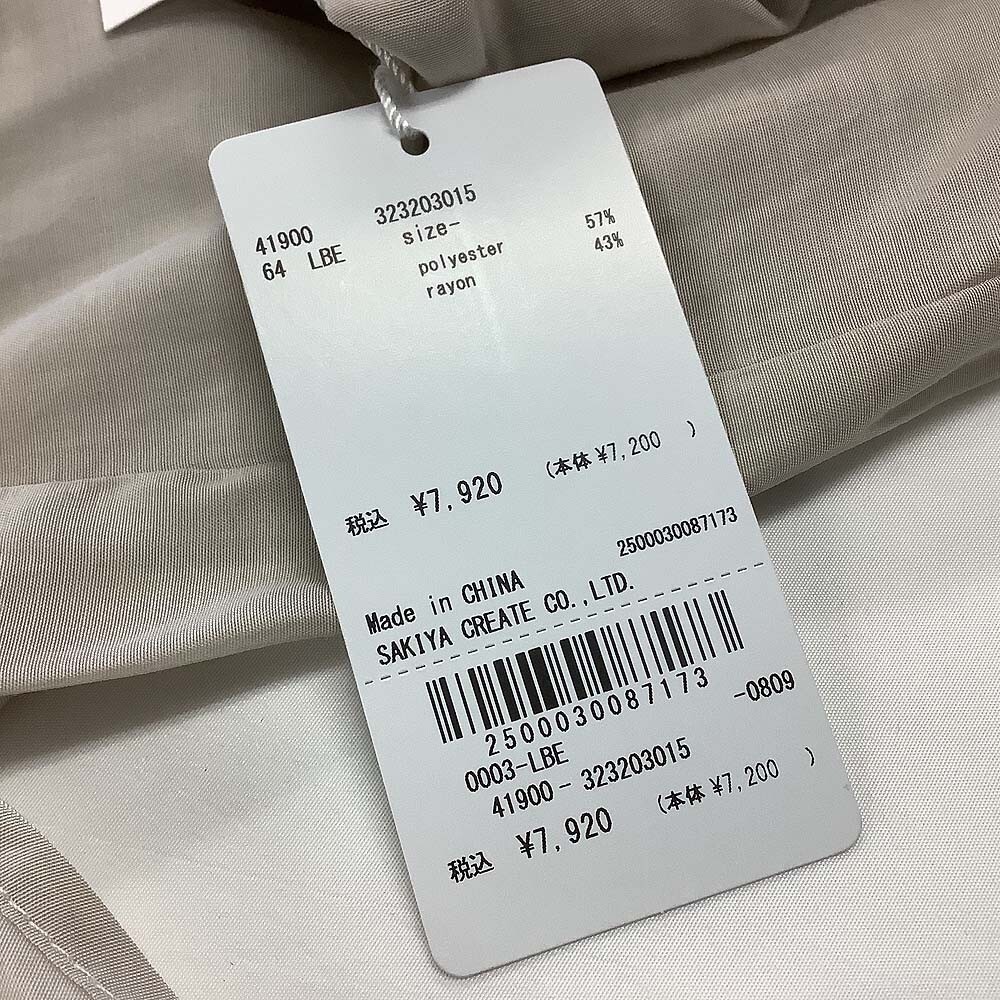 41900 323203015
64 LBE size-
polyester 57%
rayon 43%
税込 ¥7,920 (本体 ¥7,200 )
2500030087173
Made in CHINA
SAKIYA CREATE CO.,LTD.
2500030087173
0003-LBE -0809
41900-323203015
税込 ¥7,920 (本体 ¥7,200 )